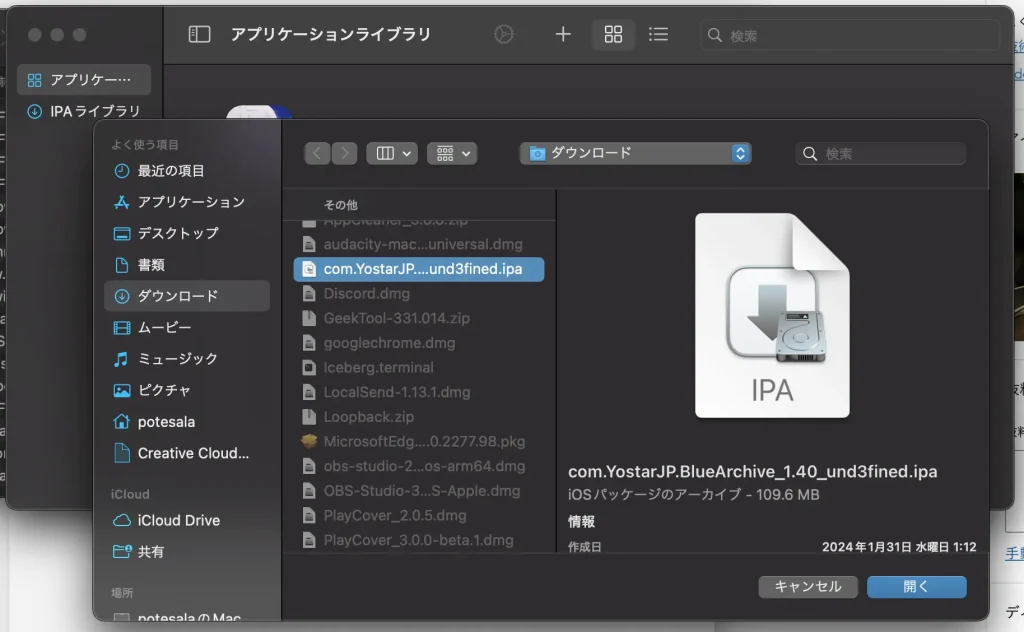 アプリケーションライブラリ
検索
アプリケー…
IPAライブラリ
よく使う項目
最近の項目
アプリケーション
デスクトップ
書類
ダウンロード
ムービー
ミュージック
ピクチャ
potesala
Creative Cloud...
iCloud
iCloud Drive
共有
場所
potesalaのMac
ダウンロード
検索
その他
AppCleaner_3.6.8.zip
audacity-mac...universal.dmg
com.YostarJP....und3fined.ipa
Discord.dmg
GeekTool-331.014.zip
googlechrome.dmg
Iceberg.terminal
LocalSend-1.13.1.dmg
Loopback.zip
MicrosoftEdg....0.2277.98.pkg
obs-studio-2...os-arm64.dmg
OBS-Studio-3...S-Apple.dmg
PlayCover_2.0.5.dmg
PlayCover_3.0.0-beta.1.dmg
IPA
com.YostarJP.BlueArchive_1.40_und3fined.ipa
iOSパッケージのアーカイブ - 109.6 MB
情報
作成日 2024年1月31日 水曜日 1:12
キャンセル
開く